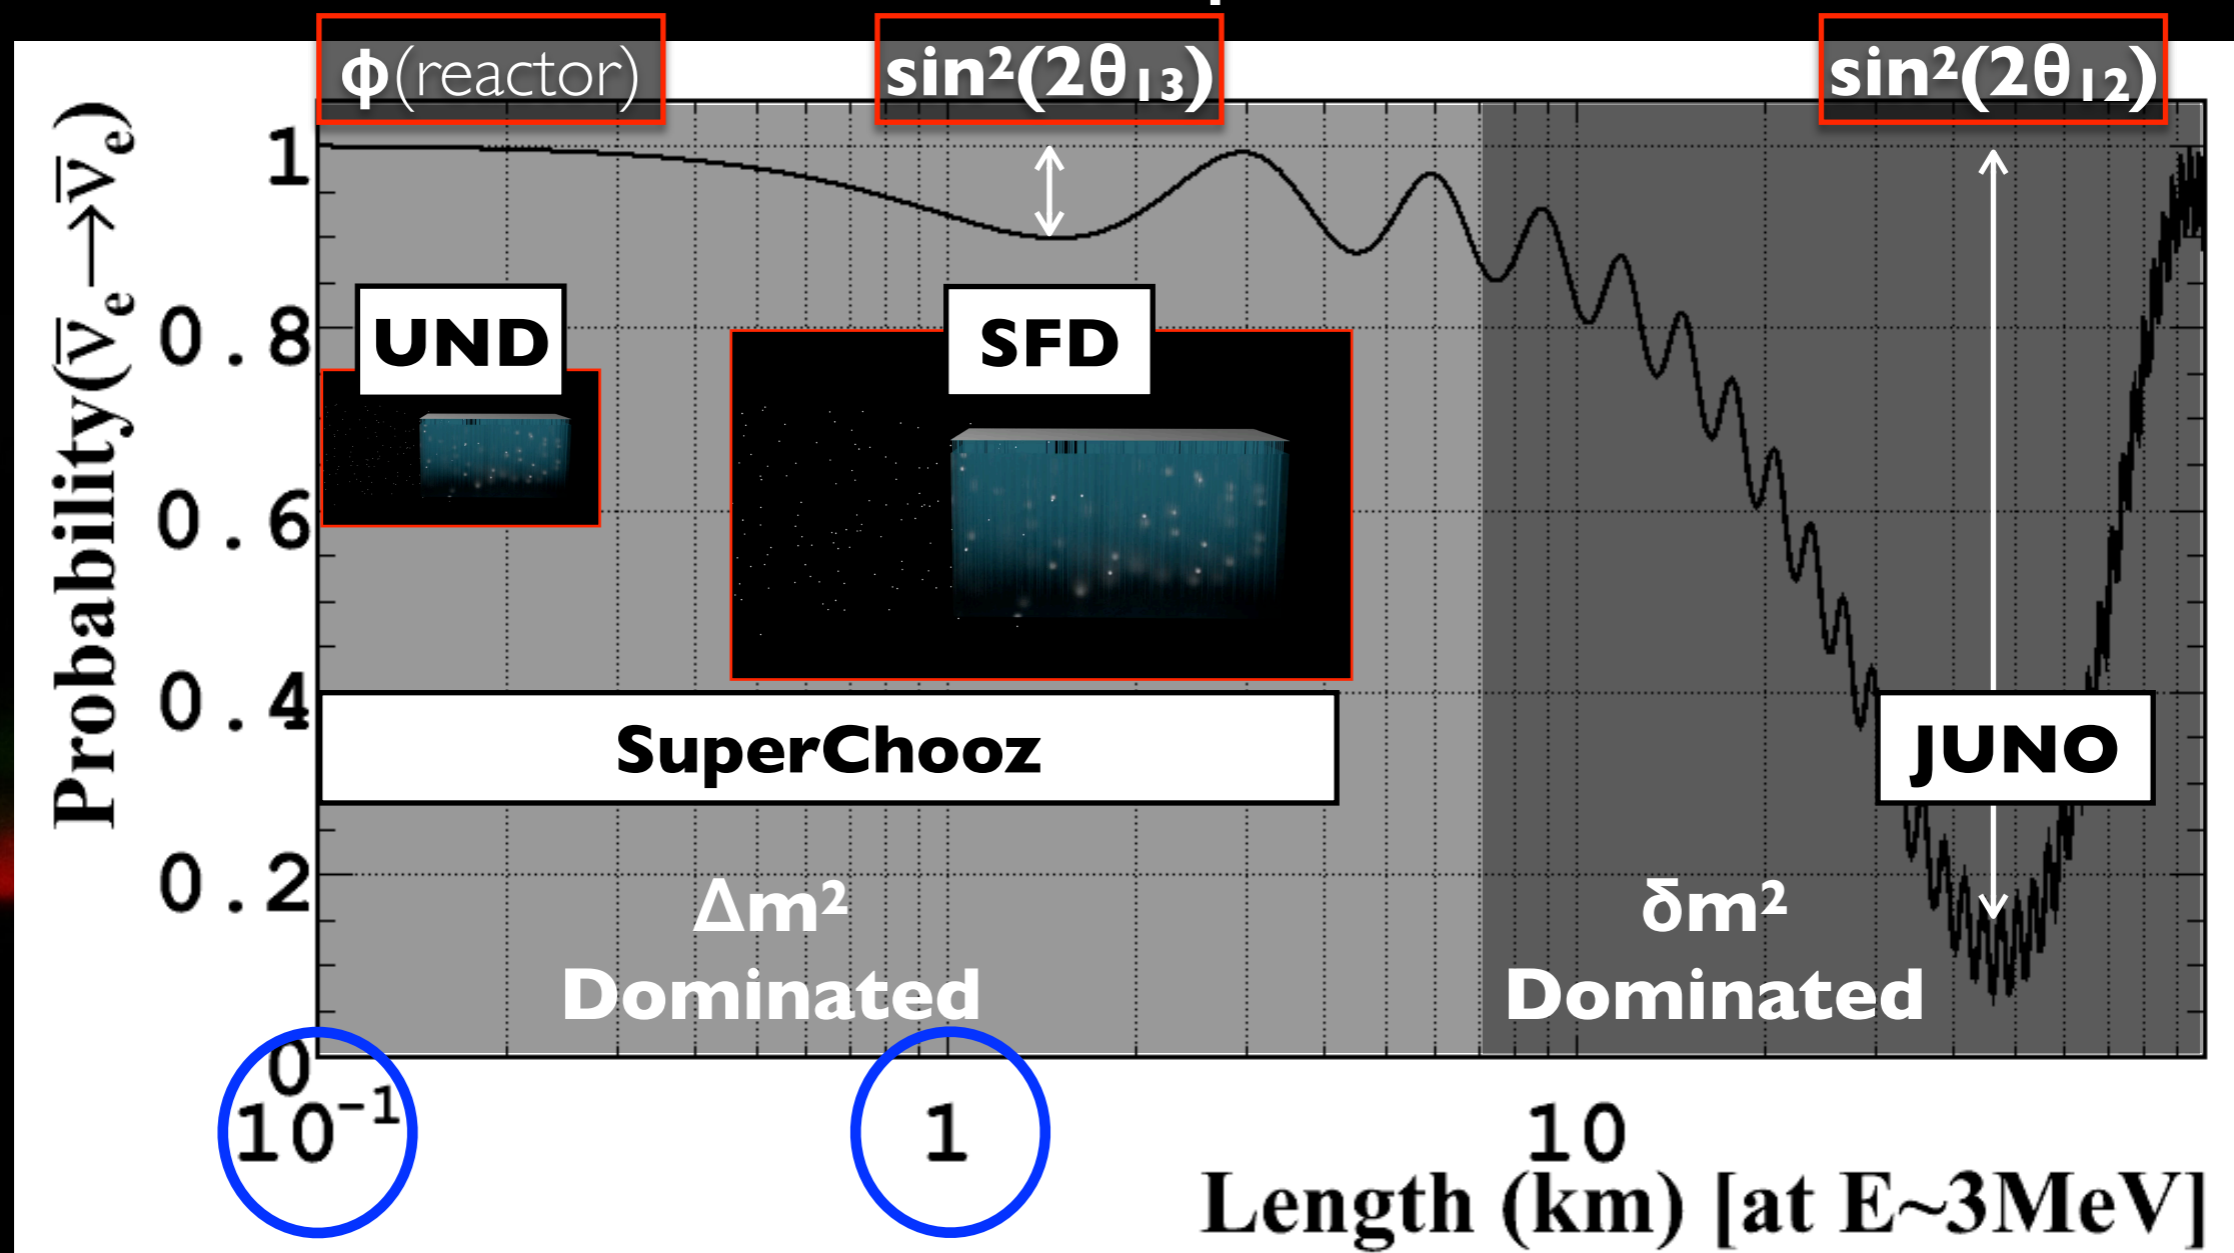 ϕ(reactor)
sin²(2θ₁₃)
sin²(2θ₁₂)
Probability(ν̅e→ν̅e)
1
0.8
0.6
0.4
0.2
0
UND
SFD
SuperChooz
JUNO
Δm²
Dominated
δm²
Dominated
10⁻¹
1
10
Length (km) [at E~3MeV]